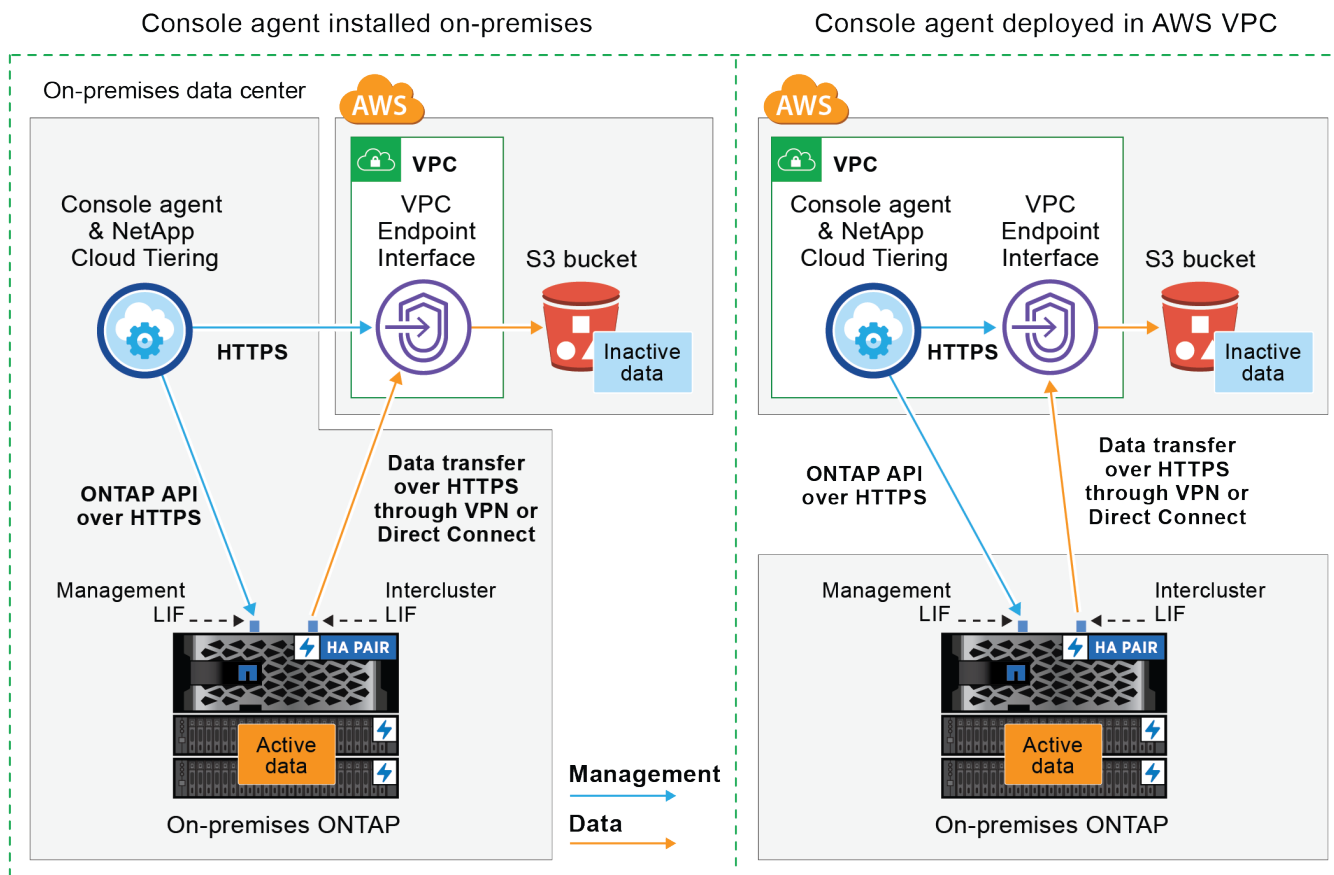 Console agent installed on-premises
Console agent deployed in AWS VPC
On-premises data center
AWS
VPC
Console agent
& NetApp
Cloud Tiering
VPC
Endpoint
Interface
S3 bucket
HTTPS
Inactive
data
ONTAP API
over HTTPS
Data transfer
over HTTPS
through VPN or
Direct Connect
Management
LIF
Intercluster
LIF
HA PAIR
Active
data
On-premises ONTAP
Management
Data
AWS
VPC
Console agent
& NetApp
Cloud Tiering
VPC
Endpoint
Interface
S3 bucket
HTTPS
Inactive
data
ONTAP API
over HTTPS
Data transfer
over HTTPS
through VPN or
Direct Connect
Management
LIF
Intercluster
LIF
HA PAIR
Active
data
On-premises ONTAP